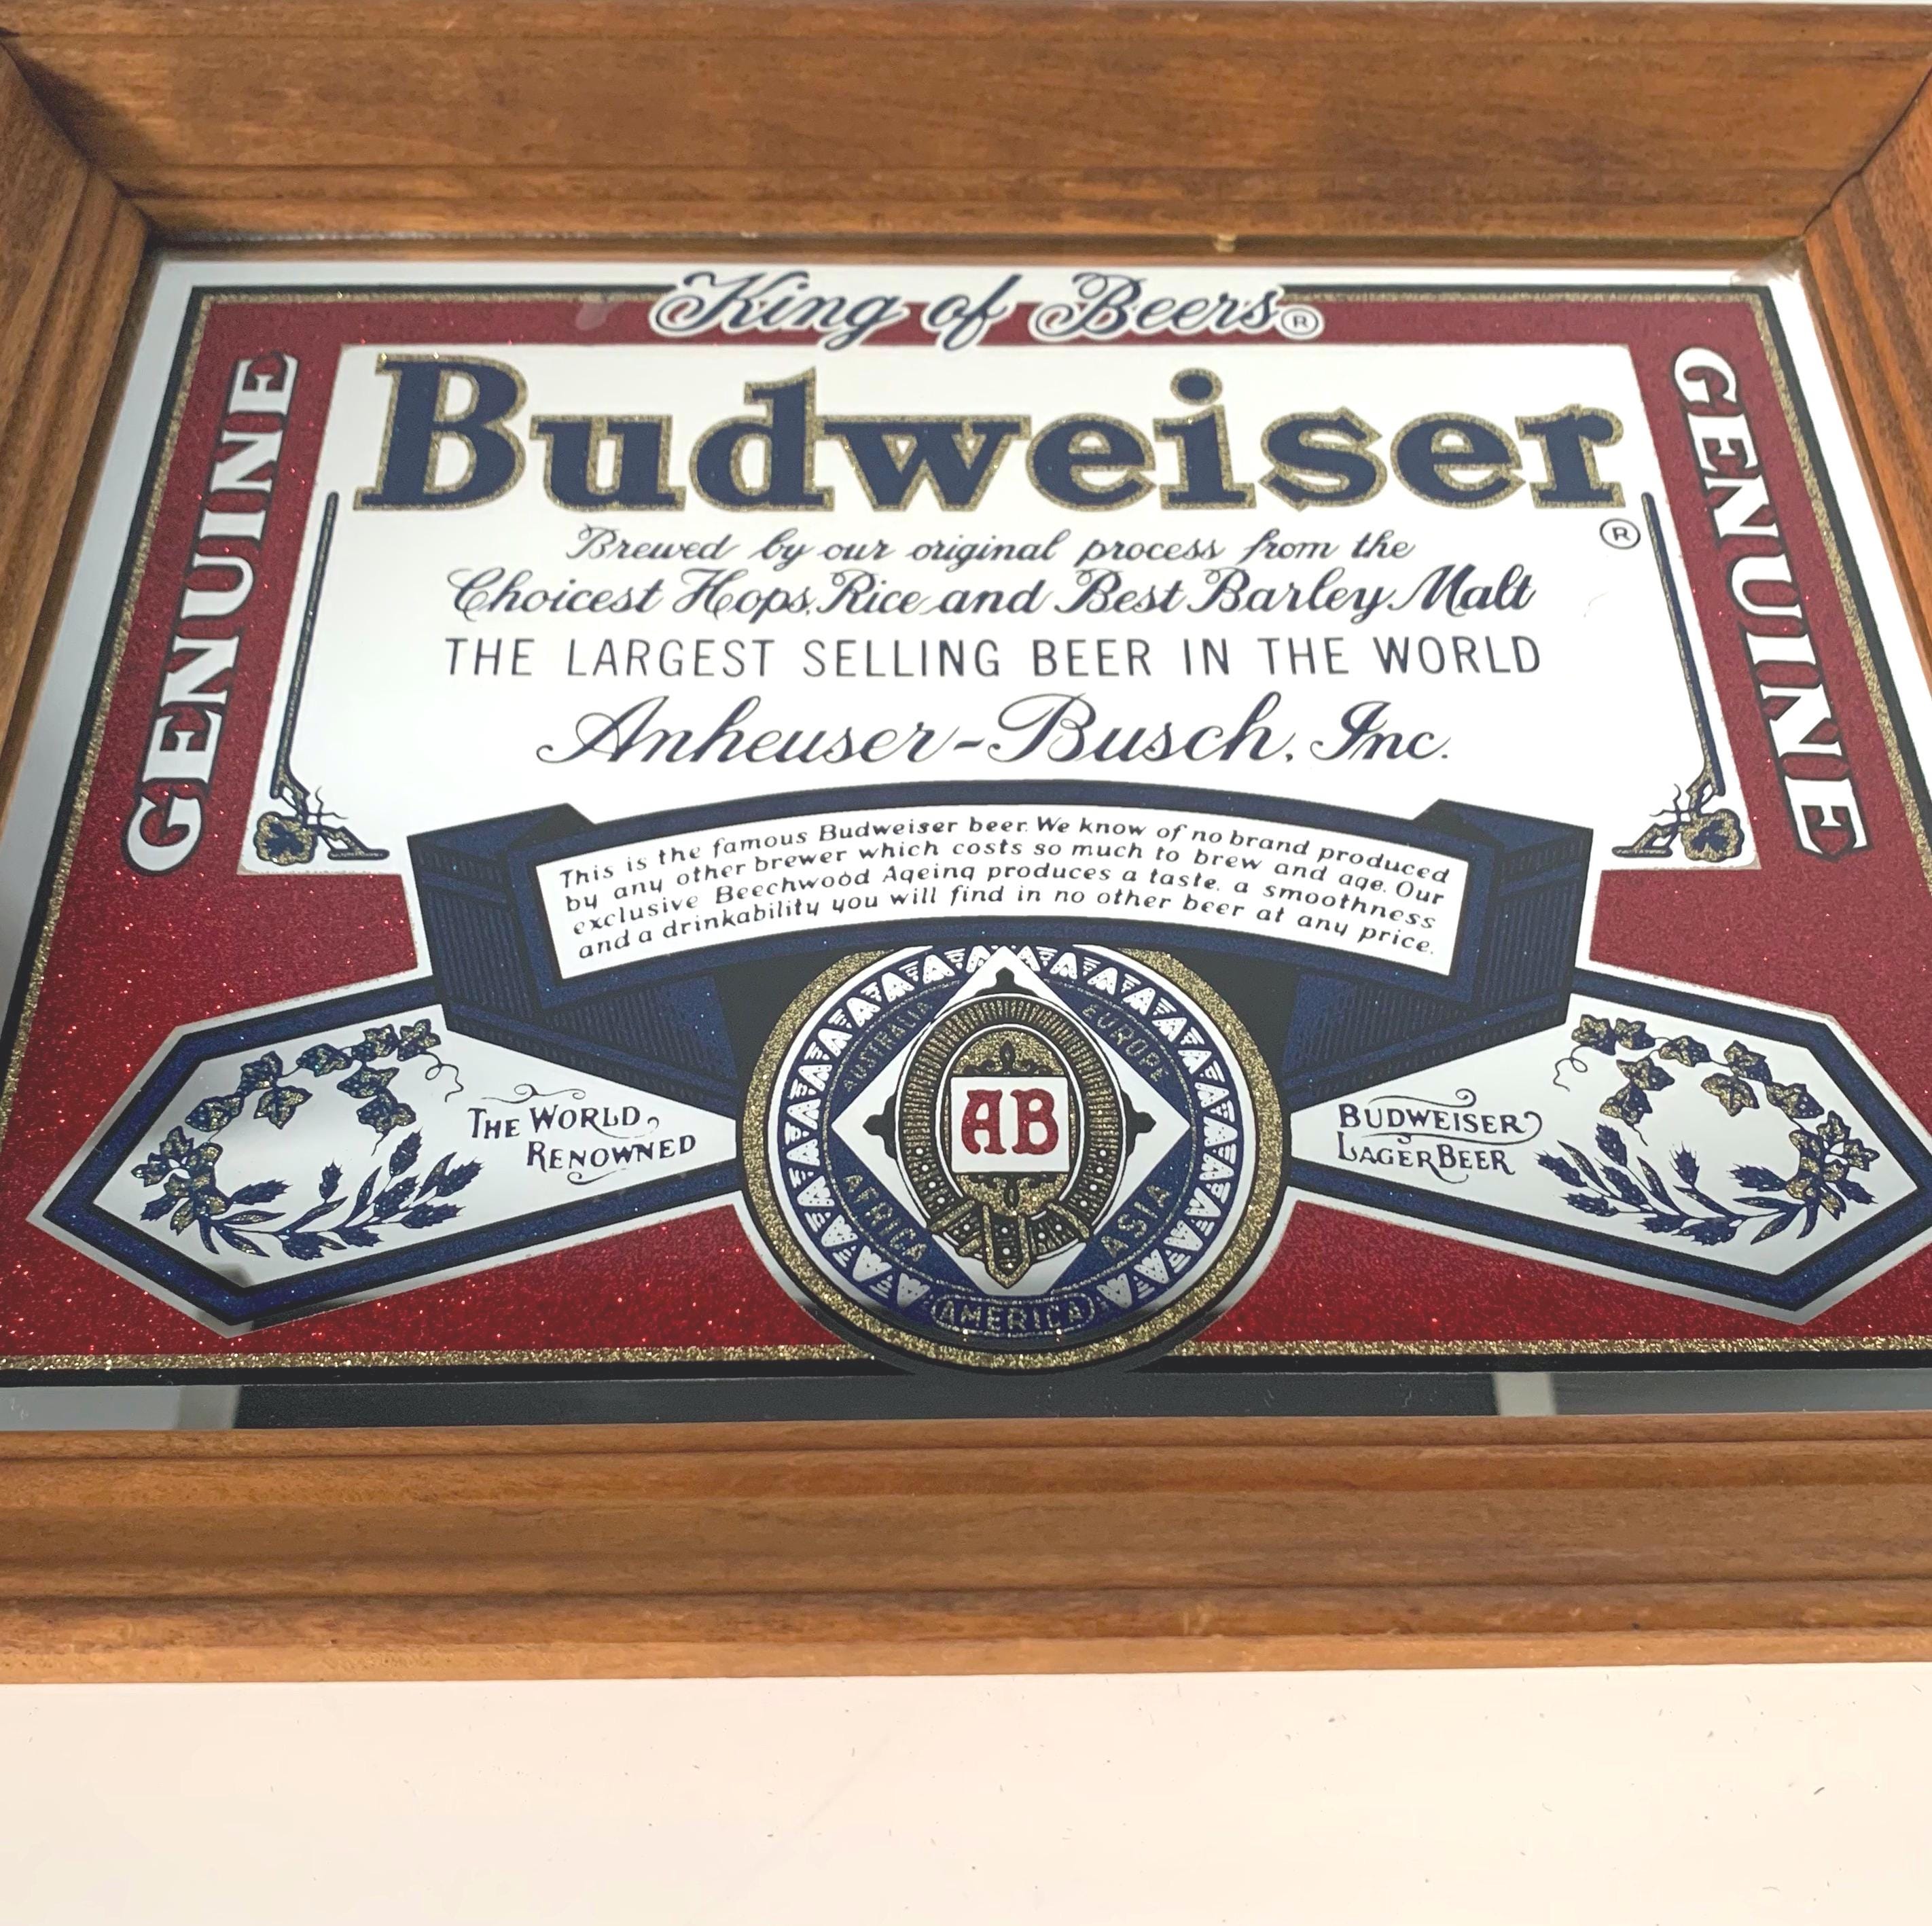 King of Beers®
GENUINE
GENUINE
Budweiser®
Brewed by our original process from the
Choicest Hops, Rice and Best Barley Malt
THE LARGEST SELLING BEER IN THE WORLD
Anheuser-Busch, Inc.
This is the famous Budweiser beer. We know of no brand produced
by any other brewer which costs so much to brew and age. Our
exclusive Beechwood Ageing produces a taste, a smoothness
and a drinkability you will find in no other beer at any price.
AUSTRALIA
EUROPE
THE WORLD
RENOWNED
AB
BUDWEISER
LAGER BEER
AFRICA
ASIA
AMERICA